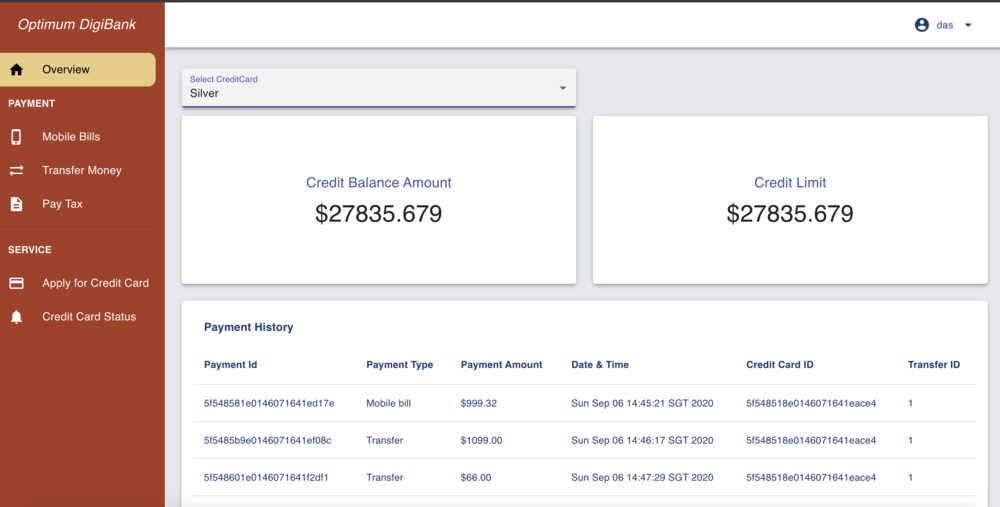 Optimum DigiBank
das
Overview
PAYMENT
Mobile Bills
Transfer Money
Pay Tax
SERVICE
Apply for Credit Card
Credit Card Status
Select CreditCard
Silver
Credit Balance Amount
$27835.679
Credit Limit
$27835.679
Payment History
Payment Id Payment Type Payment Amount Date & Time Credit Card ID Transfer ID
5f548581e0146071641ed17e Mobile bill $999.32 Sun Sep 06 14:45:21 SGT 2020 5f548518e0146071641eace4 1
5f5485b9e0146071641ef08c Transfer $1099.00 Sun Sep 06 14:46:17 SGT 2020 5f548518e0146071641eace4 1
5f548601e0146071641f2df1 Transfer $66.00 Sun Sep 06 14:47:29 SGT 2020 5f548518e0146071641eace4 1